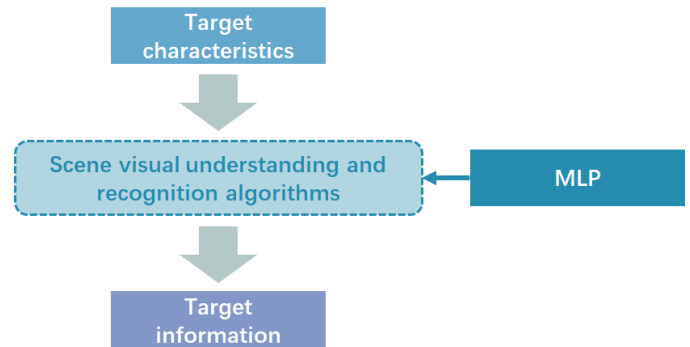 Target
characteristics
Scene visual understanding and
recognition algorithms
MLP
Target
information